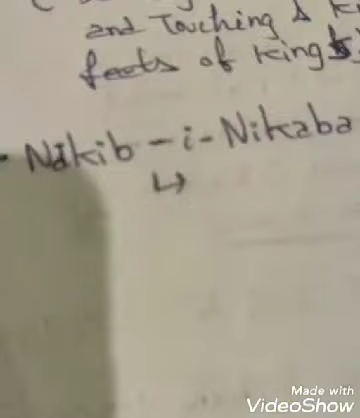 and Touching & K
feets of king's
- Nakib-i-Nikaba
↳
Made with
VideoShow